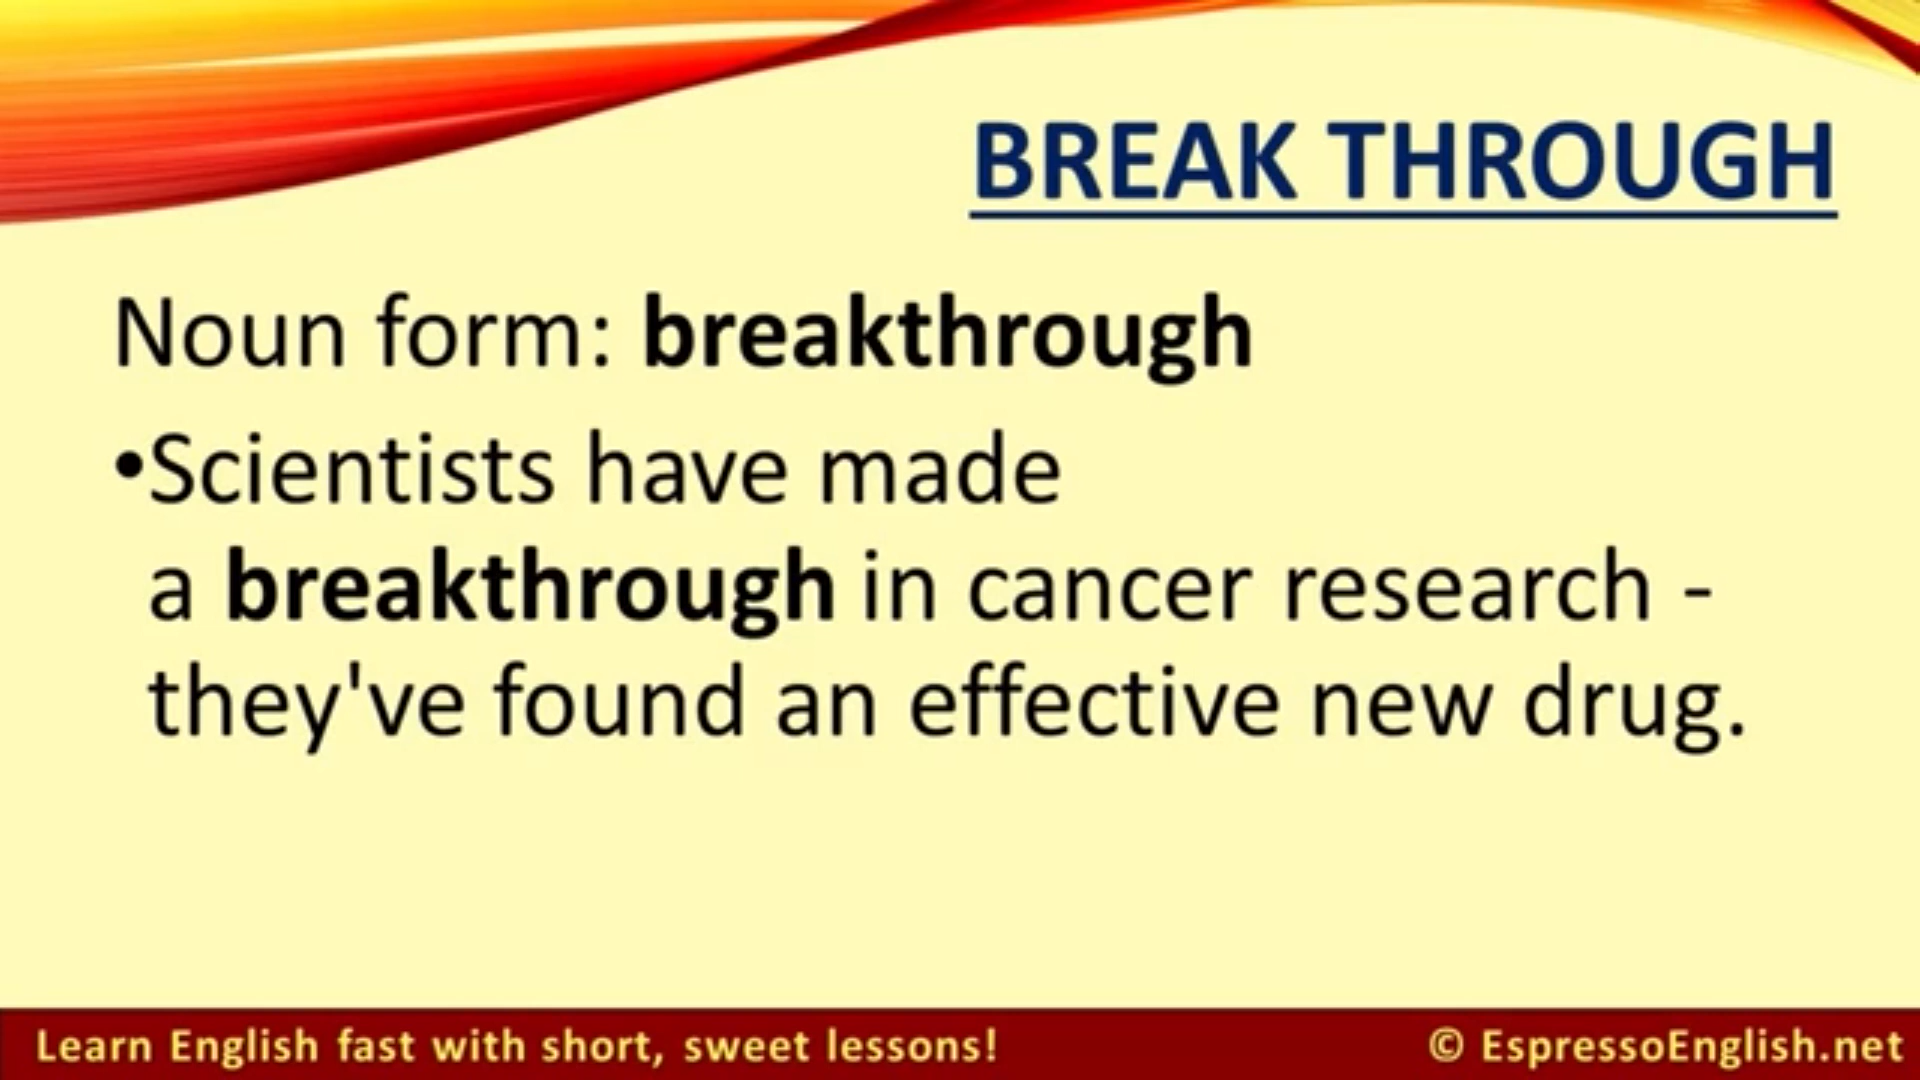 BREAK THROUGH
Noun form: breakthrough
•Scientists have made
a breakthrough in cancer research -
they've found an effective new drug.
Learn English fast with short, sweet lessons!
© EspressoEnglish.net